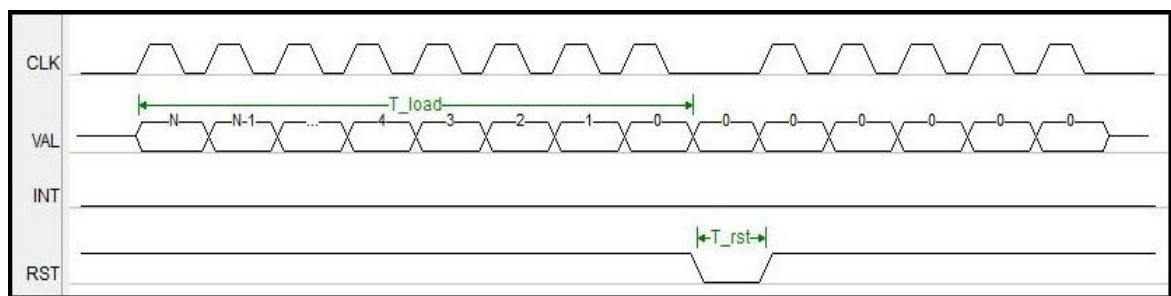 CLK
T_load
VAL N N-1 ... 4 3 2 1 0 0 0 0 0 0 0
INT
T_rst
RST